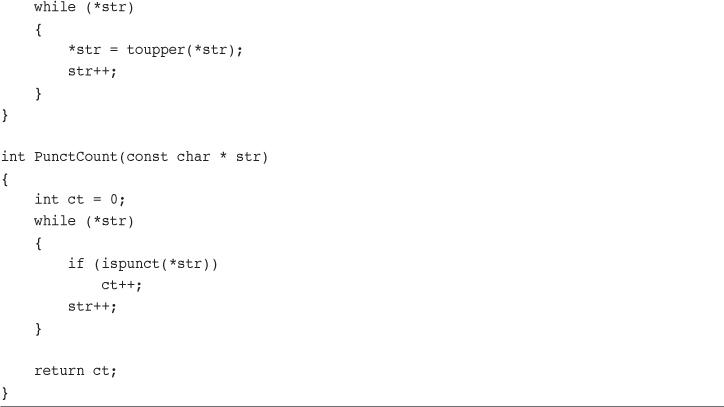 while (*str)
    {
        *str = toupper(*str);
        str++;
    }
}

int PunctCount(const char * str)
{
    int ct = 0;
    while (*str)
    {
        if (ispunct(*str))
            ct++;
        str++;
    }

    return ct;
}